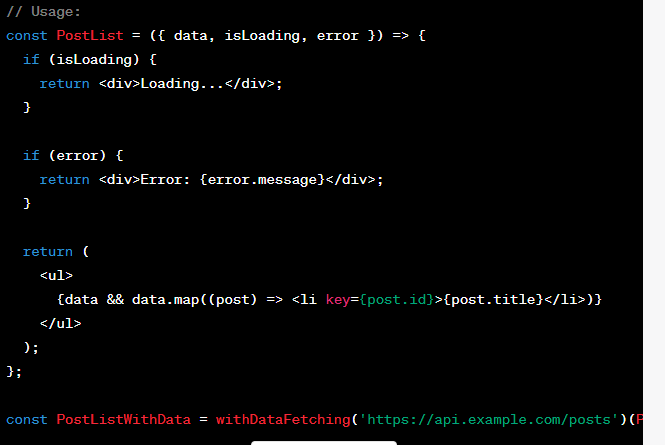 // Usage:
const PostList = ({ data, isLoading, error }) => {
  if (isLoading) {
    return <div>Loading...</div>;
  }
  if (error) {
    return <div>Error: {error.message}</div>;
  }
  return (
    <ul>
      {data && data.map((post) => <li key={post.id}>{post.title}</li>)}
    </ul>
  );
};
const PostListWithData = withDataFetching('https://api.example.com/posts')(